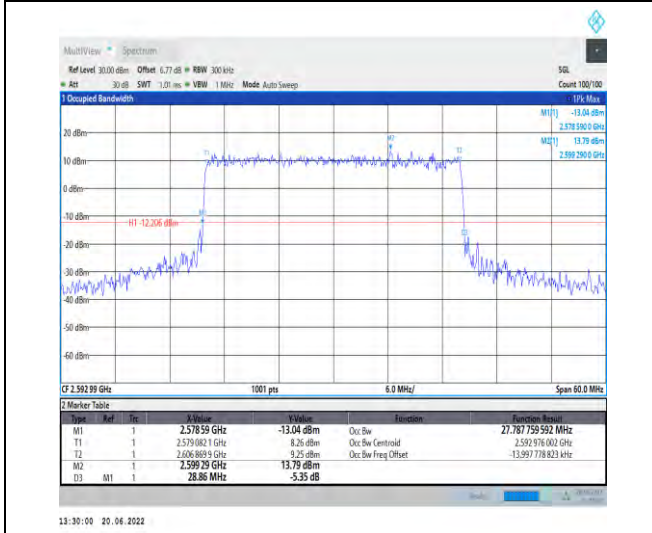 MultiView Spectrum
Ref Level 30.00 dBm Offset 6.77 dB RBW 300 kHz SGL
Att 30 dB SWT 1.01 ms VBW 1 MHz Mode Auto Sweep Count 100/100
1 Occupied Bandwidth 1Pk Max
M1[1] -13.04 dBm
2.578 590 0 GHz
M2[1] 13.79 dBm
2.599 290 0 GHz
20 dBm
M2
T1
T2
10 dBm
0 dBm
-10 dBm
M1
H1 -12.206 dBm
-20 dBm
D3
-30 dBm
-40 dBm
-50 dBm
-60 dBm
CF 2.592 99 GHz 1001 pts 6.0 MHz/ Span 60.0 MHz
2 Marker Table
Type Ref Trc X-Value Y-Value Function Function Result
M1 1 2.578 59 GHz -13.04 dBm Occ Bw 27.787 759 592 MHz
T1 1 2.579 082 1 GHz 8.26 dBm Occ Bw Centroid 2.592 976 002 GHz
T2 1 2.606 869 9 GHz 9.25 dBm Occ Bw Freq Offset -13.997 778 823 kHz
M2 1 2.599 29 GHz 13.79 dBm
D3 M1 1 28.86 MHz -5.35 dB
13:30:00 20.06.2022